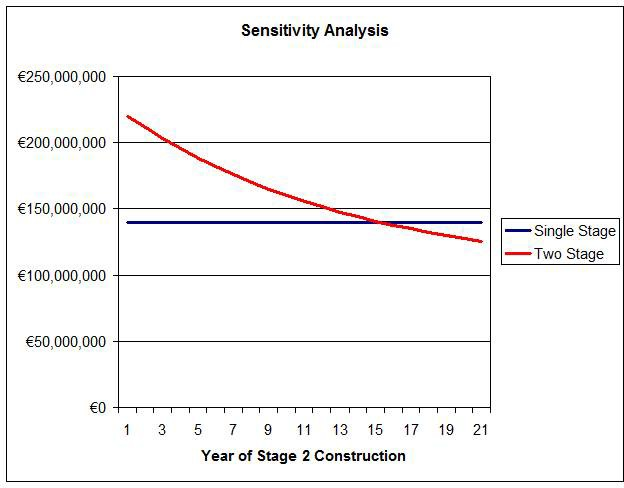 Sensitivity Analysis
€250,000,000
€200,000,000
€150,000,000
€100,000,000
€50,000,000
€0
1 3 5 7 9 11 13 15 17 19 21
Year of Stage 2 Construction
Single Stage
Two Stage